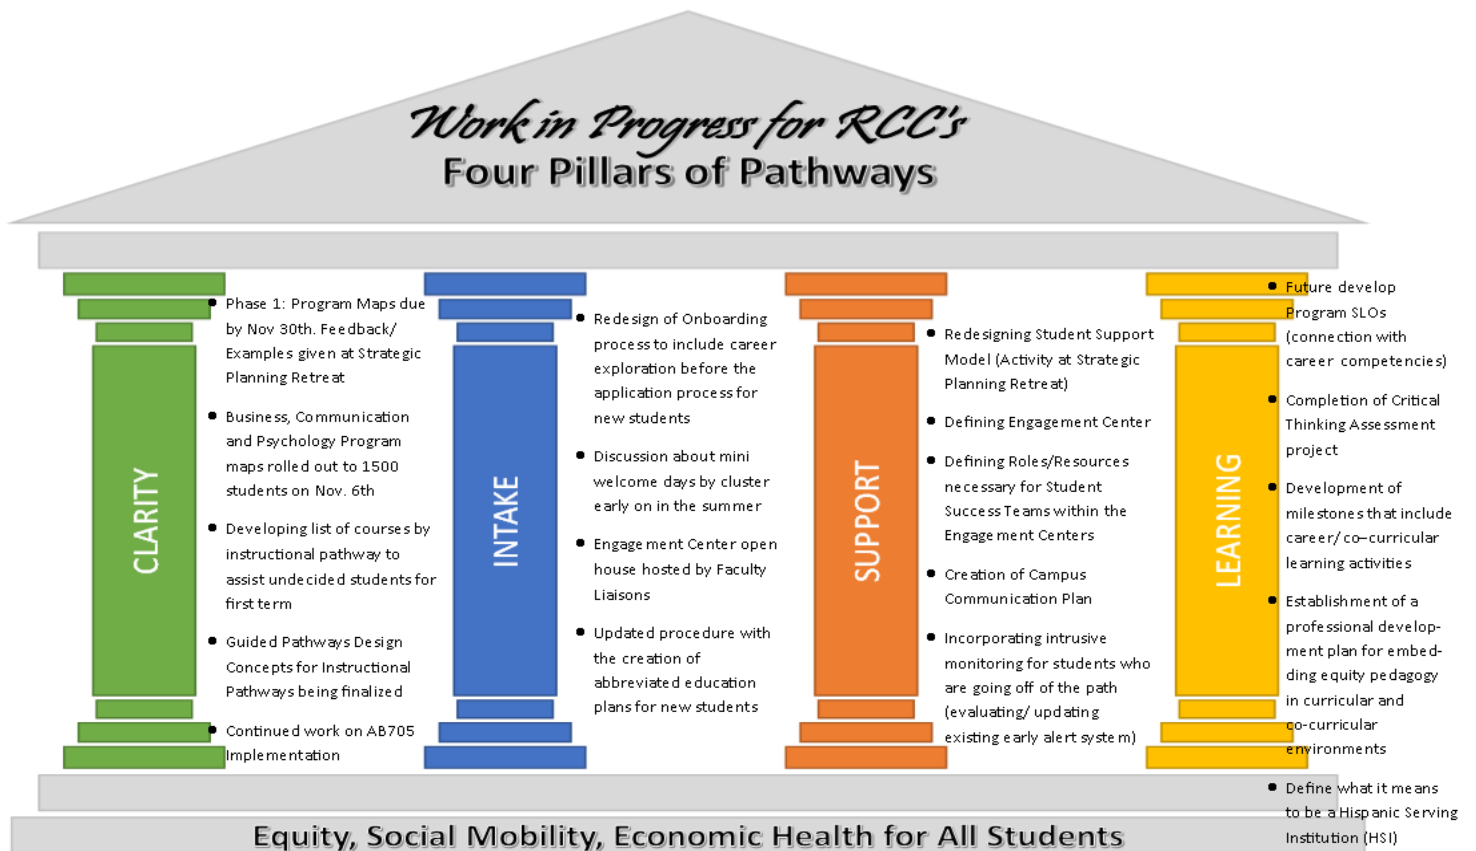 Work in Progress for RCC's
Four Pillars of Pathways
CLARITY
• Phase 1: Program Maps due
by Nov 30th. Feedback/
Examples given at Strategic
Planning Retreat
• Business, Communication
and Psychology Program
maps rolled out to 1500
students on Nov. 6th
• Developing list of courses by
instructional pathway to
assist undecided students for
first term
• Guided Pathways Design
Concepts for Instructional
Pathways being finalized
• Continued work on AB705
Implementation
INTAKE
• Redesign of Onboarding
process to include career
exploration before the
application process for
new students
• Discussion about mini
welcome days by cluster
early on in the summer
• Engagement Center open
house hosted by Faculty
Liaisons
• Updated procedure with
the creation of
abbreviated education
plans for new students
SUPPORT
• Redesigning Student Support
Model (Activity at Strategic
Planning Retreat)
• Defining Engagement Center
• Defining Roles/Resources
necessary for Student
Success Teams within the
Engagement Centers
• Creation of Campus
Communication Plan
• Incorporating intrusive
monitoring for students who
are going off of the path
(evaluating/ updating
existing early alert system)
LEARNING
• Future develop
Program SLOs
(connection with
career competencies)
• Completion of Critical
Thinking Assessment
project
• Development of
milestones that include
career/ co–curricular
learning activities
• Establishment of a
professional develop-
ment plan for embed-
ding equity pedagogy
in curricular and
co-curricular
environments
• Define what it means
to be a Hispanic Serving
Institution (HSI)
Equity, Social Mobility, Economic Health for All Students